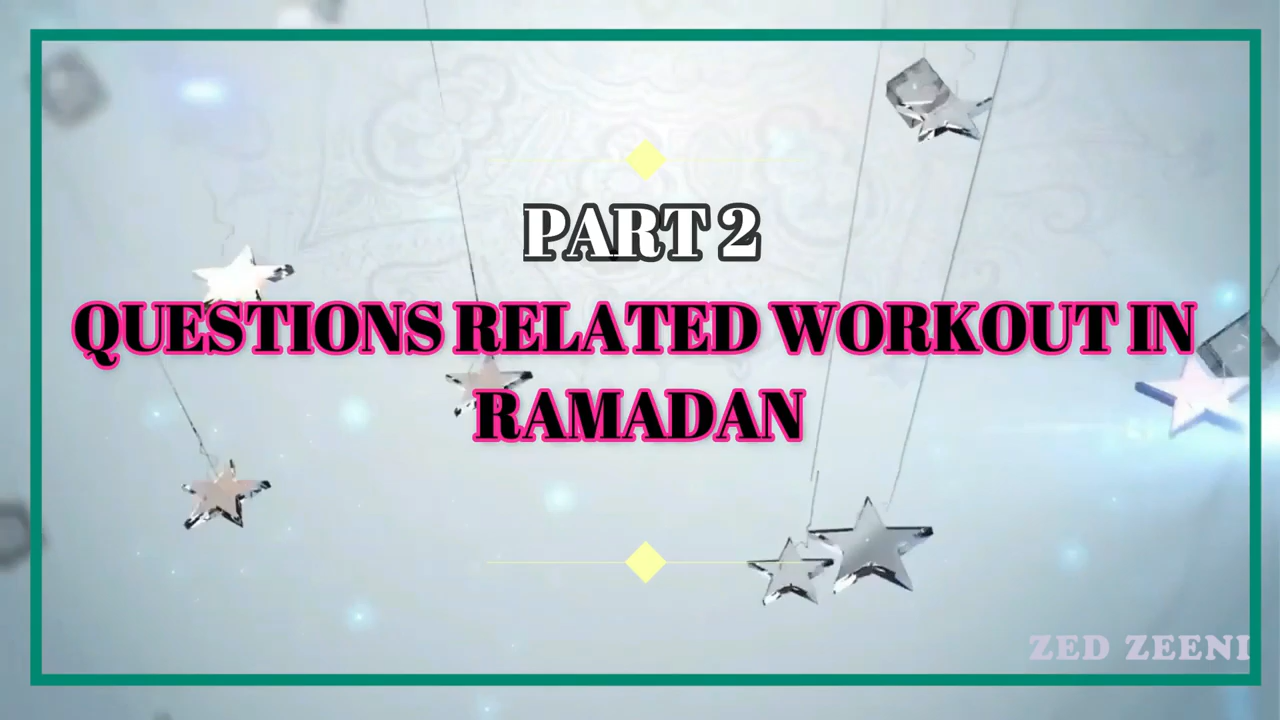 PART 2
QUESTIONS RELATED WORKOUT IN
RAMADAN
ZED ZEENI